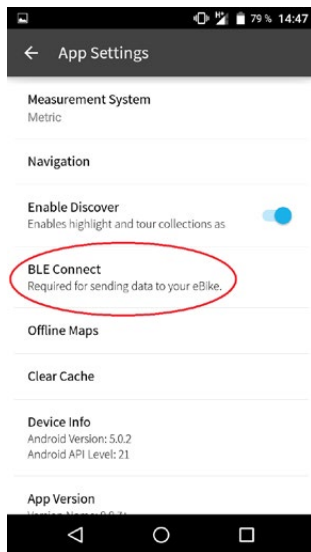 79 % 14:47
App Settings
Measurement System
Metric
Navigation
Enable Discover
Enables highlight and tour collections as
BLE Connect
Required for sending data to your eBike.
Offline Maps
Clear Cache
Device Info
Android Version: 5.0.2
Android API Level: 21
App Version